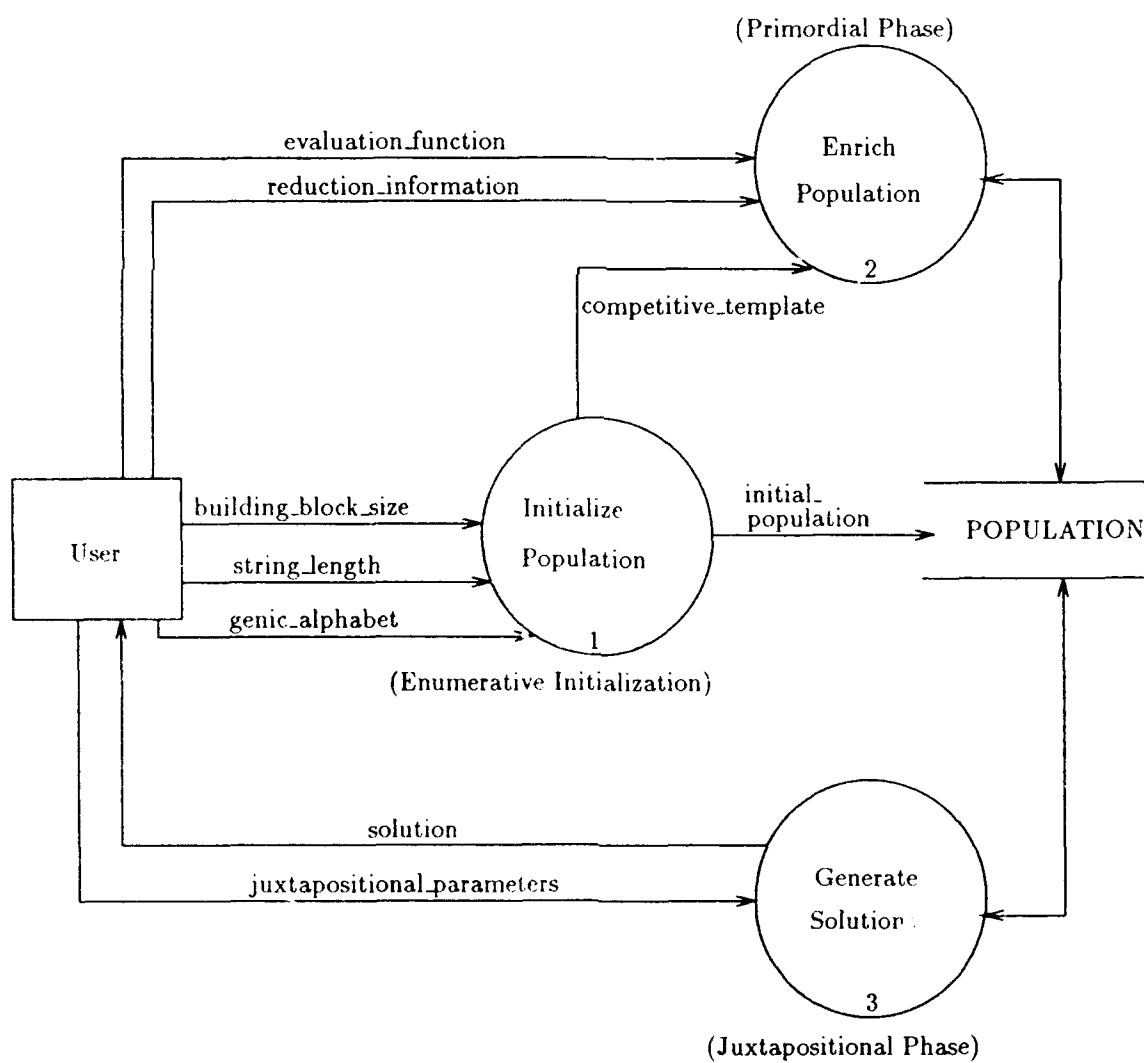 (Primordial Phase)
evaluation_function
reduction_information
Enrich
Population
2
competitive_template
User
building_block_size
string_length
genic_alphabet
Initialize
Population
1
(Enumerative Initialization)
initial_
population
POPULATION
solution
juxtapositional_parameters
Generate
Solution
3
(Juxtapositional Phase)